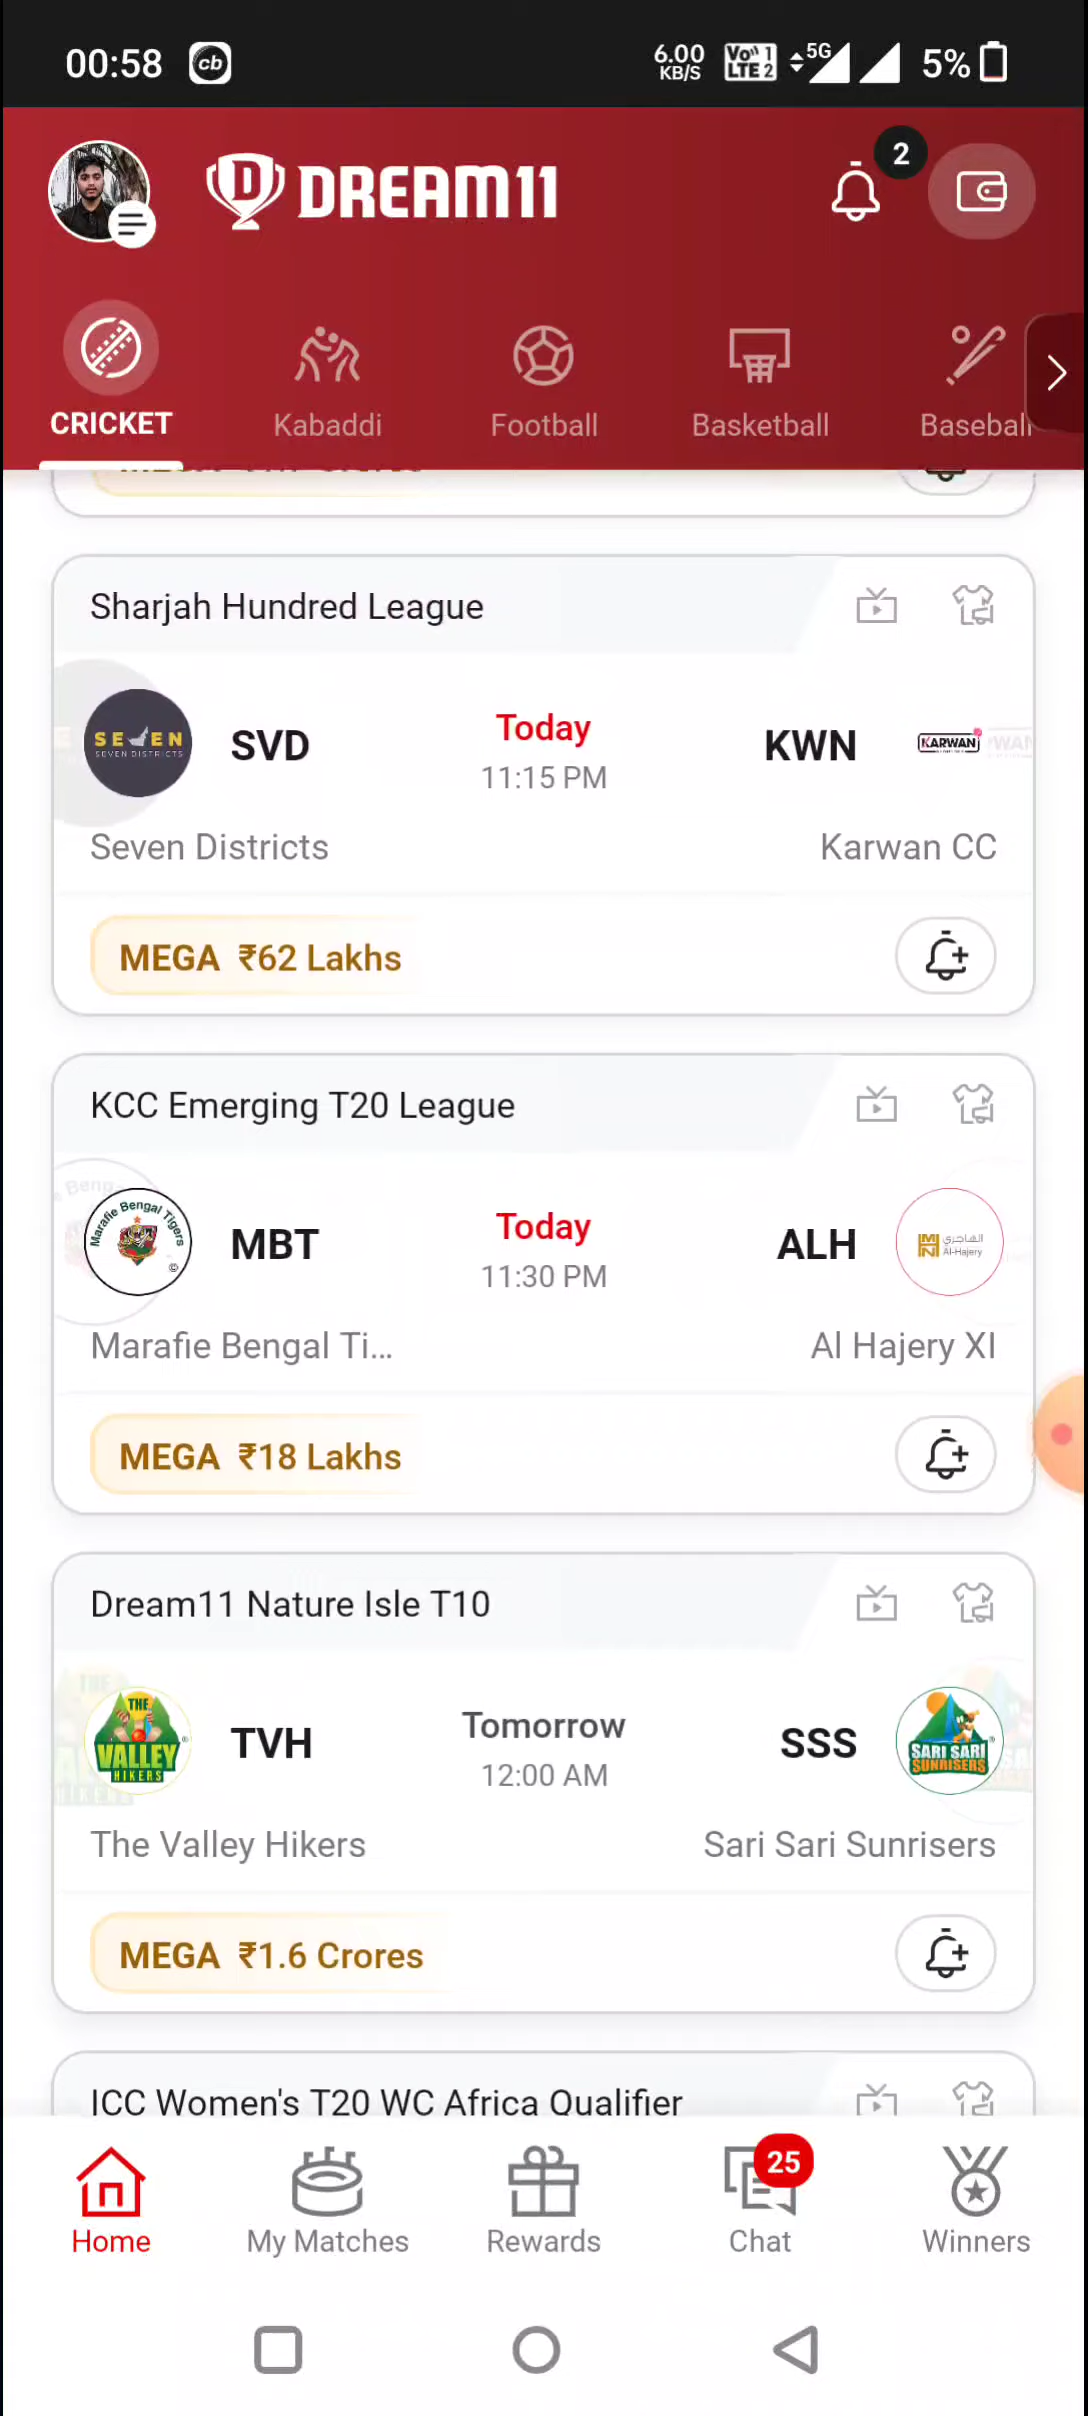 00:58 cb 6.00 KB/S Vo)) 1 LTE 2 5G 5%
DREAM11 2
CRICKET Kabaddi Football Basketball Baseball
Sharjah Hundred League
SEVEN
SEVEN DISTRICTS
SVD Today KWN KARWAN
11:15 PM
Seven Districts Karwan CC
MEGA ₹62 Lakhs
KCC Emerging T20 League
Marafie Bengal Tigers
MBT Today ALH الهاجري
Al-Hajery
11:30 PM
Marafie Bengal Ti... Al Hajery XI
MEGA ₹18 Lakhs
Dream11 Nature Isle T10
THE VALLEY HIKERS
TVH Tomorrow SSS SARI SARI SUNRISERS
12:00 AM
The Valley Hikers Sari Sari Sunrisers
MEGA ₹1.6 Crores
ICC Women's T20 WC Africa Qualifier
25
Home My Matches Rewards Chat Winners